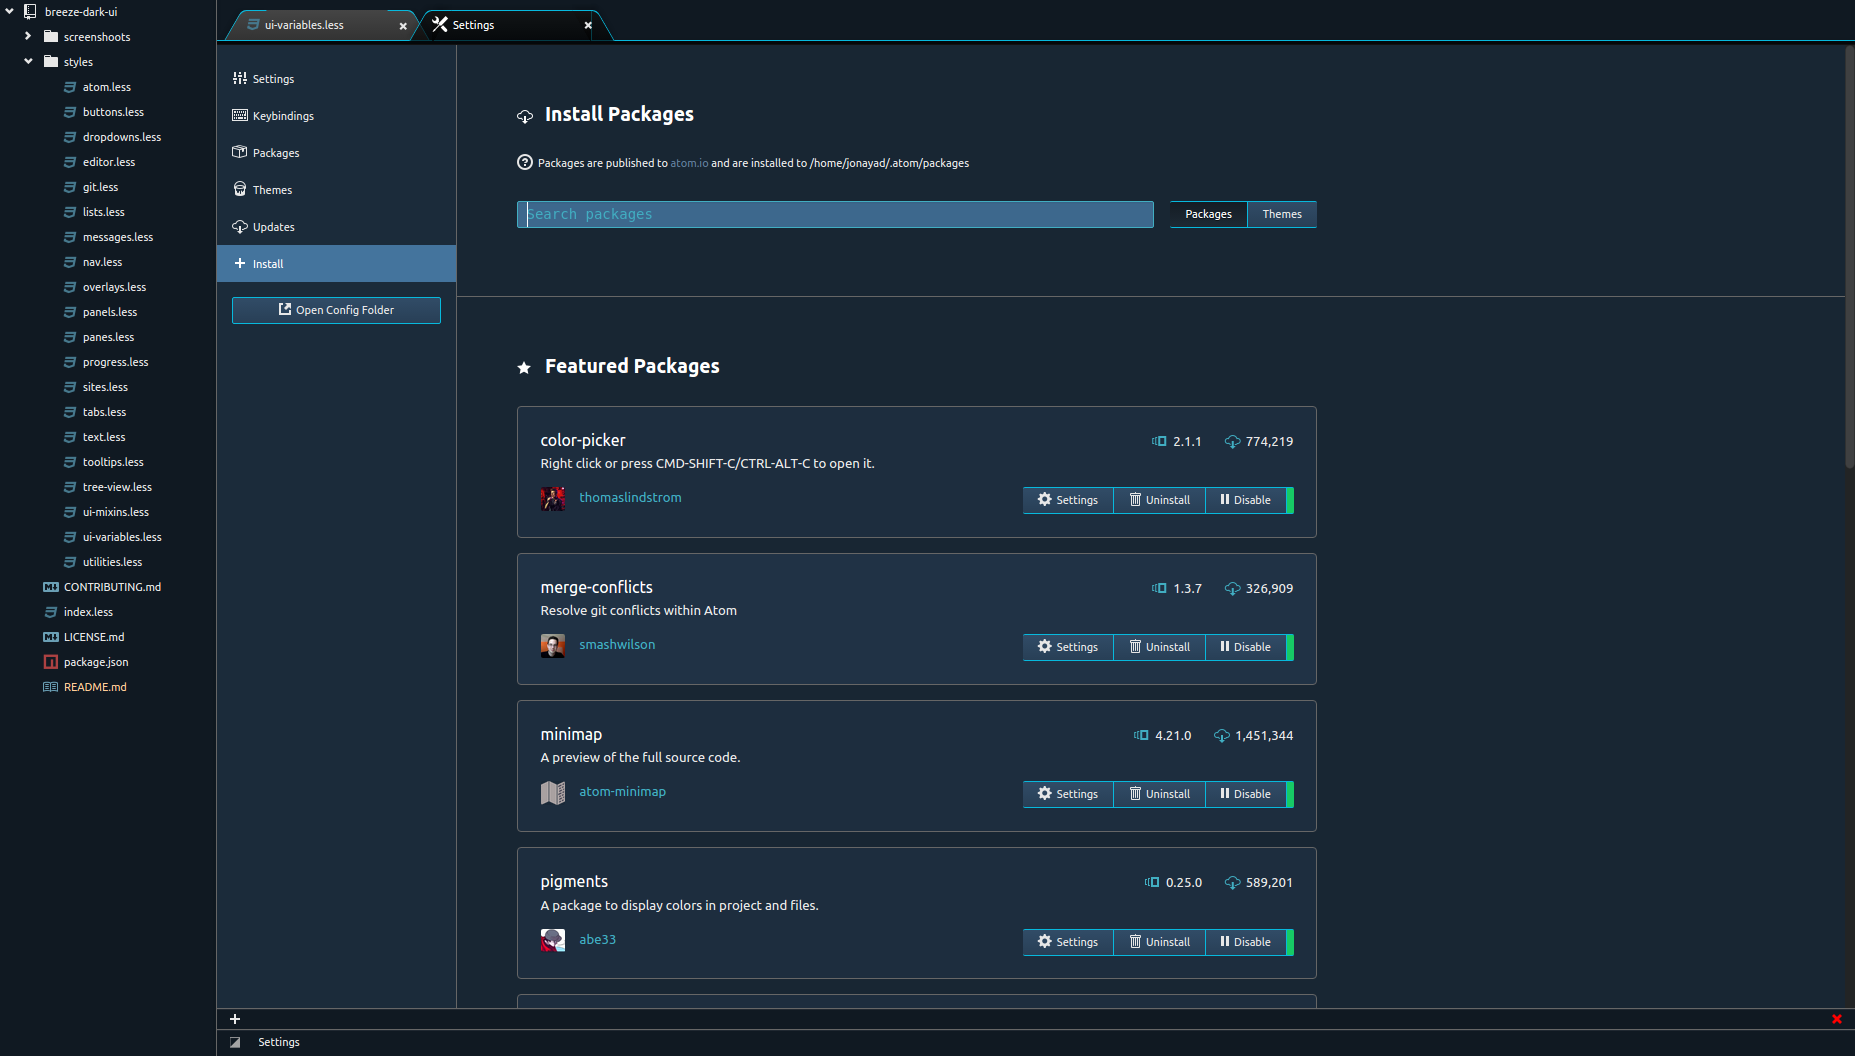 breeze-dark-ui
screenshoots
styles
atom.less
buttons.less
dropdowns.less
editor.less
git.less
lists.less
messages.less
nav.less
overlays.less
panels.less
panes.less
progress.less
sites.less
tabs.less
text.less
tooltips.less
tree-view.less
ui-mixins.less
ui-variables.less
utilities.less
CONTRIBUTING.md
index.less
LICENSE.md
package.json
README.md
ui-variables.less
Settings
Settings
Keybindings
Packages
Themes
Updates
Install
Open Config Folder
Install Packages
Packages are published to atom.io and are installed to /home/jonayad/.atom/packages
Search packages
Packages Themes
Featured Packages
color-picker 2.1.1 774,219
Right click or press CMD-SHIFT-C/CTRL-ALT-C to open it.
thomaslindstrom Settings Uninstall Disable
merge-conflicts 1.3.7 326,909
Resolve git conflicts within Atom
smashwilson Settings Uninstall Disable
minimap 4.21.0 1,451,344
A preview of the full source code.
atom-minimap Settings Uninstall Disable
pigments 0.25.0 589,201
A package to display colors in project and files.
abe33 Settings Uninstall Disable
Settings